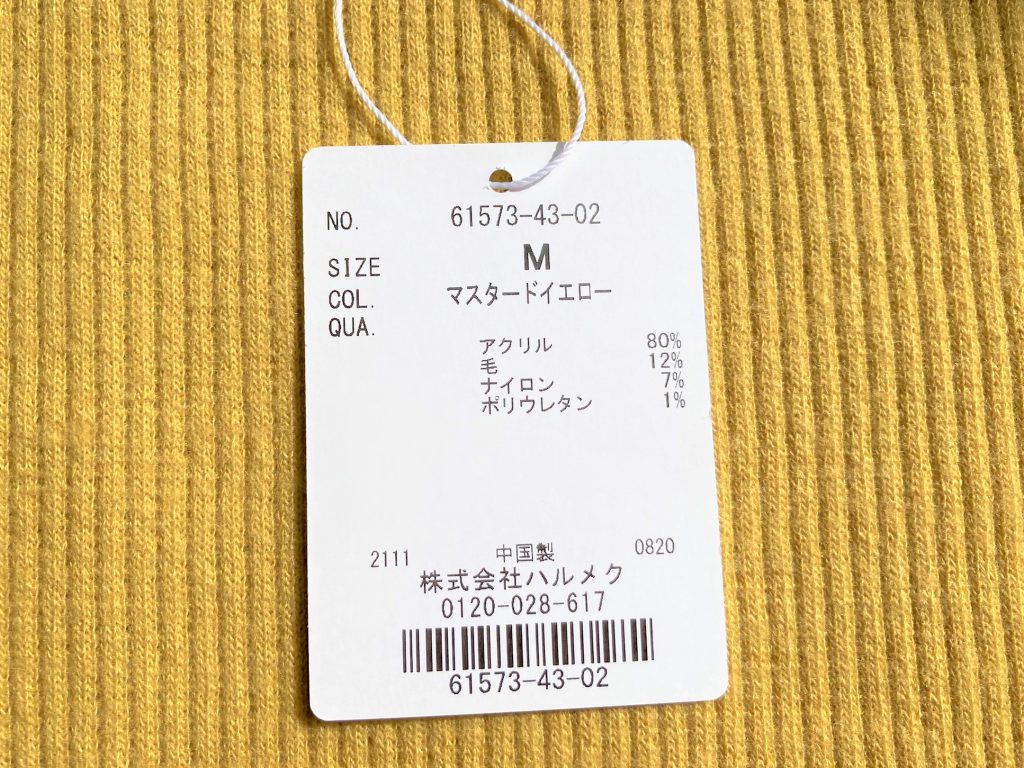 NO. 61573-43-02
SIZE M
COL. マスタードイエロー
QUA.
アクリル 80%
毛 12%
ナイロン 7%
ポリウレタン 1%
2111 中国製 0820
株式会社ハルメク
0120-028-617
61573-43-02